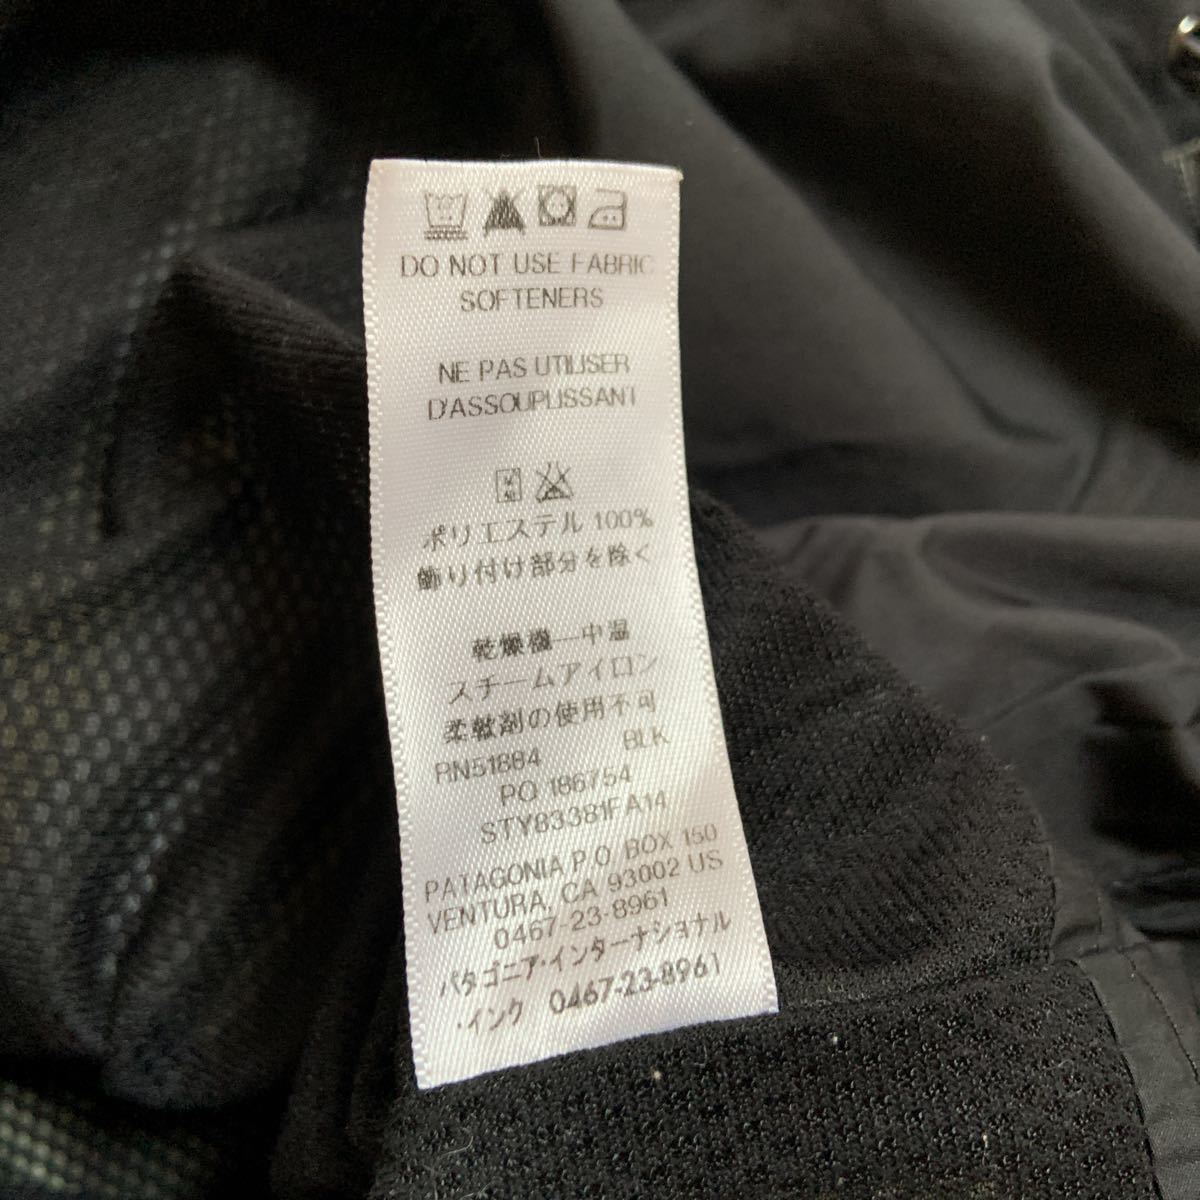 DO NOT USE FABRIC
SOFTENERS
NE PAS UTILISER
D'ASSOUPLISSANT
ポリエステル 100%
飾り付け部分を除く
乾燥機—中温
スチームアイロン
柔軟剤の使用不可
RN51884 BLK
PO 186754
STY83381FA14
PATAGONIA P.O. BOX 150
VENTURA, CA 93002 US
0467-23-8961
パタゴニア・インターナショナル
・インク 0467-23-8961